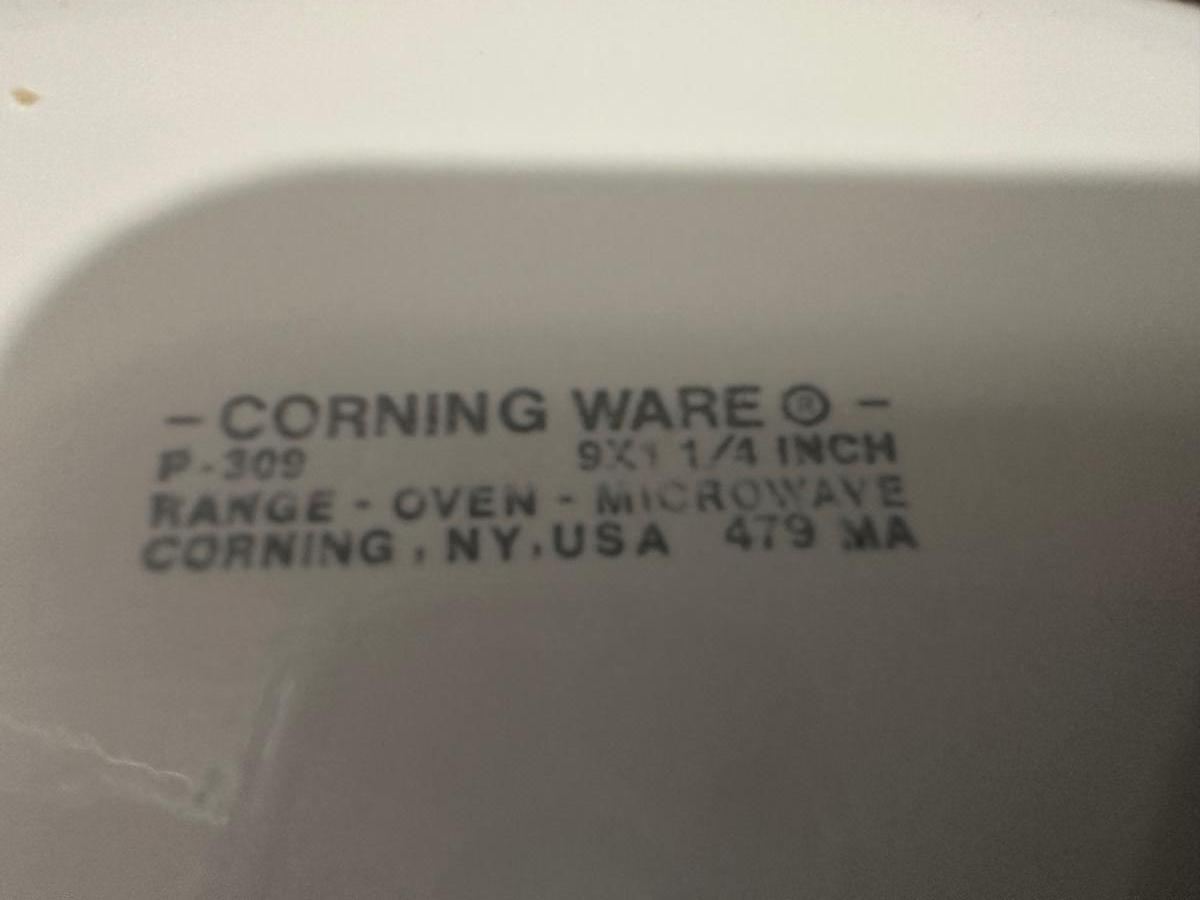 - CORNING WARE ® -
P-309 9X1 1/4 INCH
RANGE - OVEN - MICROWAVE
CORNING, NY, USA 479 MA